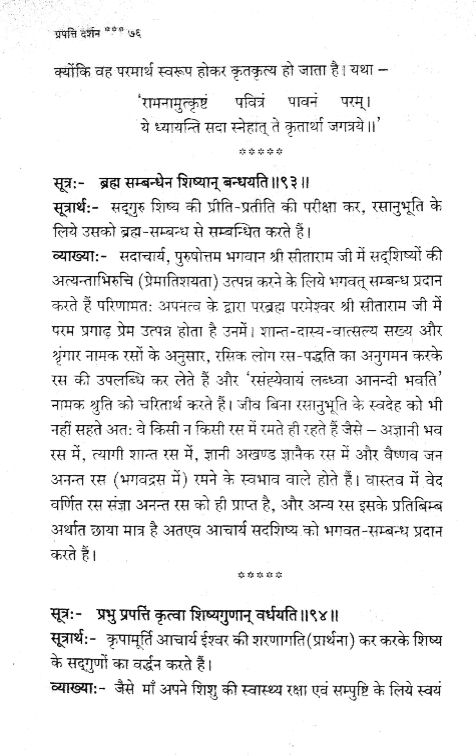 प्रपत्ति दर्शन *** ७६
क्योंकि वह परमार्थ स्वरूप होकर कृतकृत्य हो जाता है। यथा –
‘रामनामुत्कृष्टं पवित्रं पावनं परम्।
ये ध्यायन्ति सदा स्नेहात् ते कृतार्था जगत्रये॥’
*****
सूत्र:- ब्रह्म सम्बन्धेन शिष्यान् बन्धयति॥९३॥
सूत्रार्थ:- सद्‌गुरु शिष्य की प्रीति-प्रतीति की परीक्षा कर, रसानुभूति के
लिये उसको ब्रह्म-सम्बन्ध से सम्बन्धित करते हैं।
व्याख्या:- सदाचार्य, पुरुषोत्तम भगवान श्री सीताराम जी में सद्‌शिष्यों की
अत्यन्ताभिरुचि (प्रेमातिशयता) उत्पन्न करने के लिये भगवत् सम्बन्ध प्रदान
करते हैं परिणामतः अपनत्व के द्वारा परब्रह्म परमेश्वर श्री सीताराम जी में
परम प्रगाढ़ प्रेम उत्पन्न होता है उनमें। शान्त-दास्य-वात्सल्य सख्य और
श्रृंगार नामक रसों के अनुसार, रसिक लोग रस-पद्धति का अनुगमन करके
रस की उपलब्धि कर लेते हैं और ‘रसंह्येवायं लब्ध्वा आनन्दी भवति’
नामक श्रुति को चरितार्थ करते हैं। जीव बिना रसानुभूति के स्वदेह को भी
नहीं सहते अतः वे किसी न किसी रस में रमते ही रहते हैं जैसे – अज्ञानी भव
रस में, त्यागी शान्त रस में, ज्ञानी अखण्ड ज्ञानैक रस में और वैष्णव जन
अनन्त रस (भगवद्रस में) रमने के स्वभाव वाले होते हैं। वास्तव में वेद
वर्णित रस संज्ञा अनन्त रस को ही प्राप्त है, और अन्य रस इसके प्रतिबिम्ब
अर्थात छाया मात्र है अतएव आचार्य सदशिष्य को भगवत-सम्बन्ध प्रदान
करते हैं।
*****
सूत्र:- प्रभु प्रपत्तिं कृत्वा शिष्यगुणान् वर्धयति॥९४॥
सूत्रार्थ:- कृपामूर्ति आचार्य ईश्वर की शरणागति(प्रार्थना) कर करके शिष्य
के सद्‌गुणों का वर्द्धन करते हैं।
व्याख्या:- जैसे माँ अपने शिशु की स्वास्थ्य रक्षा एवं सम्पुष्टि के लिये स्वयं